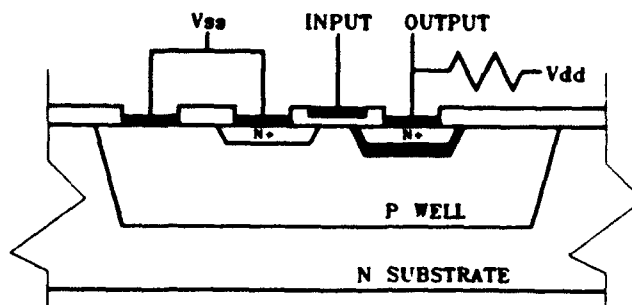 Vss INPUT OUTPUT
Vdd
N+ N+
P WELL
N SUBSTRATE